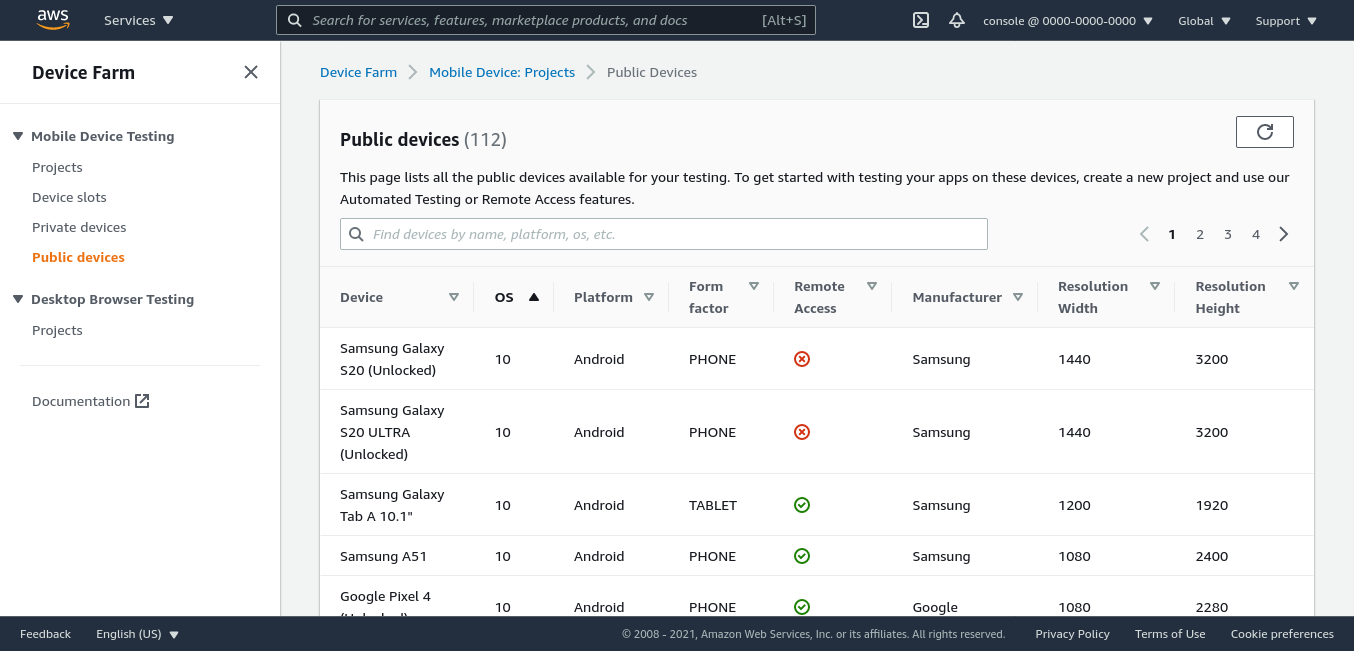 aws
Services
Search for services, features, marketplace products, and docs [Alt+S]
console @ 0000-0000-0000
Global
Support
Device Farm
Mobile Device Testing
Projects
Device slots
Private devices
Public devices
Desktop Browser Testing
Projects
Documentation
Device Farm Mobile Device: Projects Public Devices
Public devices (112)
This page lists all the public devices available for your testing. To get started with testing your apps on these devices, create a new project and use our
Automated Testing or Remote Access features.
Find devices by name, platform, os, etc.
1 2 3 4
Device OS Platform Form factor Remote Access Manufacturer Resolution Width Resolution Height
Samsung Galaxy S20 (Unlocked) 10 Android PHONE Samsung 1440 3200
Samsung Galaxy S20 ULTRA (Unlocked) 10 Android PHONE Samsung 1440 3200
Samsung Galaxy Tab A 10.1" 10 Android TABLET Samsung 1200 1920
Samsung A51 10 Android PHONE Samsung 1080 2400
Google Pixel 4 10 Android PHONE Google 1080 2280
Feedback English (US) © 2008 - 2021, Amazon Web Services, Inc. or its affiliates. All rights reserved. Privacy Policy Terms of Use Cookie preferences